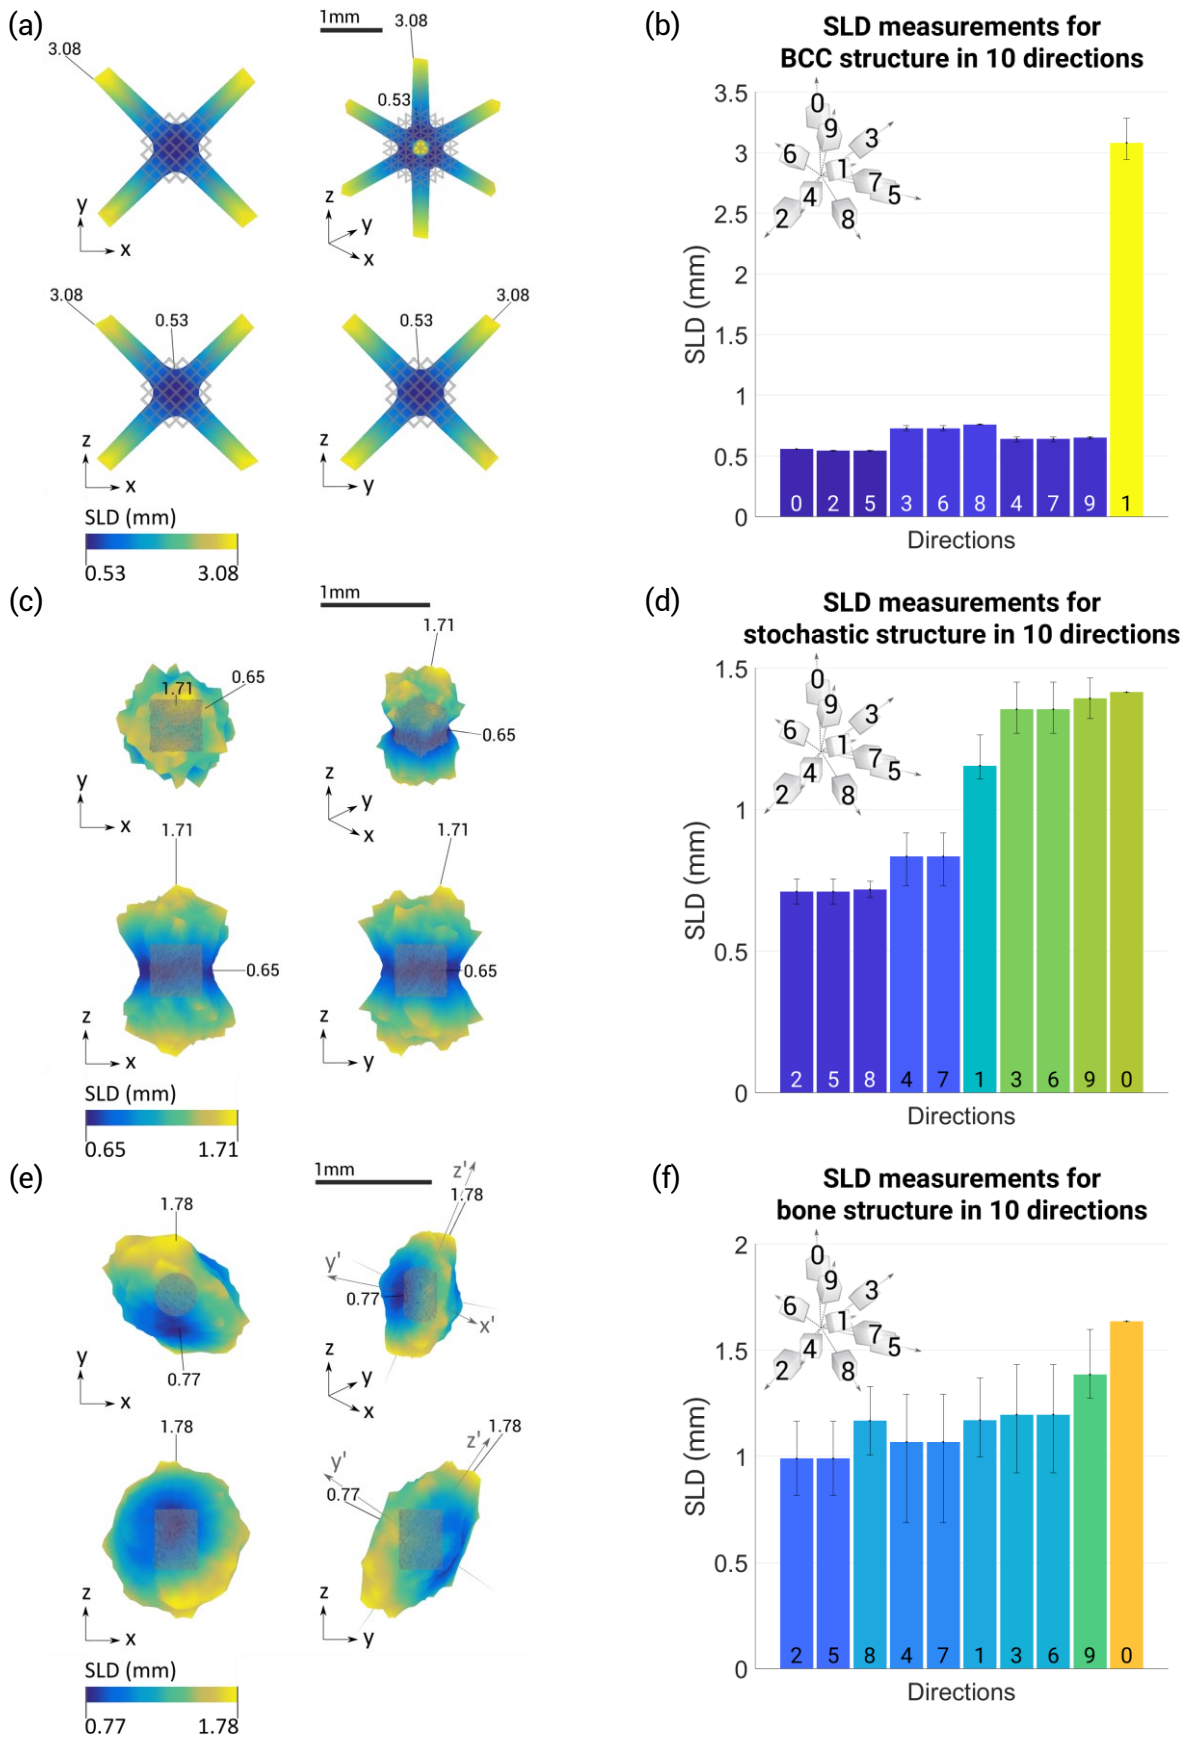 (a)
1mm
3.08
3.08
0.53
y
x
z
y
x
3.08
0.53
0.53
3.08
z
x
z
y
SLD (mm)
0.53 3.08
(b)
SLD measurements for
BCC structure in 10 directions
3.5
3
2.5
2
1.5
1
0.5
0
SLD (mm)
0
9
3
6
1
7
5
4
2
8
0 2 5 3 6 8 4 7 9 1
Directions
(c)
1mm
1.71
0.65
1.71
0.65
y
x
z
y
x
1.71
0.65
1.71
0.65
z
x
z
y
SLD (mm)
0.65 1.71
(d)
SLD measurements for
stochastic structure in 10 directions
1.5
1
0.5
0
SLD (mm)
0
9
3
6
1
7
5
4
2
8
2 5 8 4 7 1 3 6 9 0
Directions
(e)
1mm
1.78
0.77
y
x
z'
1.78
y'
0.77
x'
z
y
x
1.78
z
x
z'
1.78
y'
0.77
z
y
SLD (mm)
0.77 1.78
(f)
SLD measurements for
bone structure in 10 directions
2
1.5
1
0.5
0
SLD (mm)
0
9
3
6
1
7
5
4
2
8
2 5 8 4 7 1 3 6 9 0
Directions